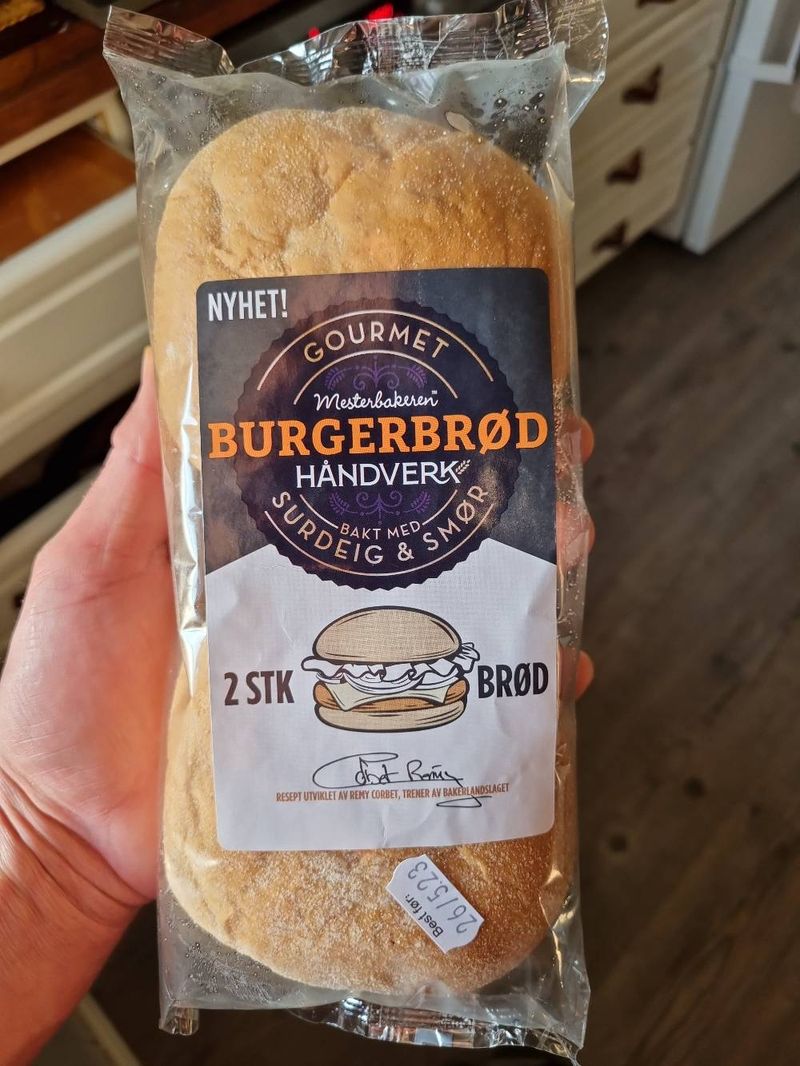 NYHET!
GOURMET
Mesterbakeren™
BURGERBRØD
HÅNDVERK
BAKT MED
SURDEIG & SMØR
2 STK BRØD
RESEPT UTVIKLET AV REMY CORBET, TRENER AV BAKERLANDSLAGET
Best før:
26/5.23